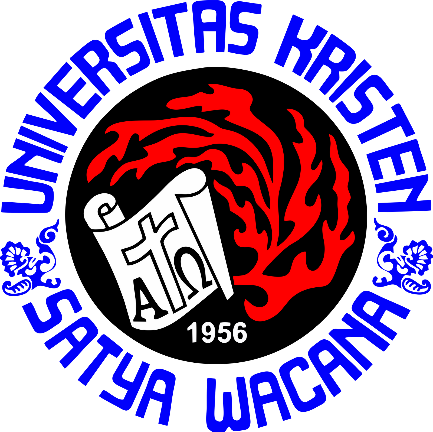 UNIVERSITAS KRISTEN
Α Ω
1956
SATYA WACANA